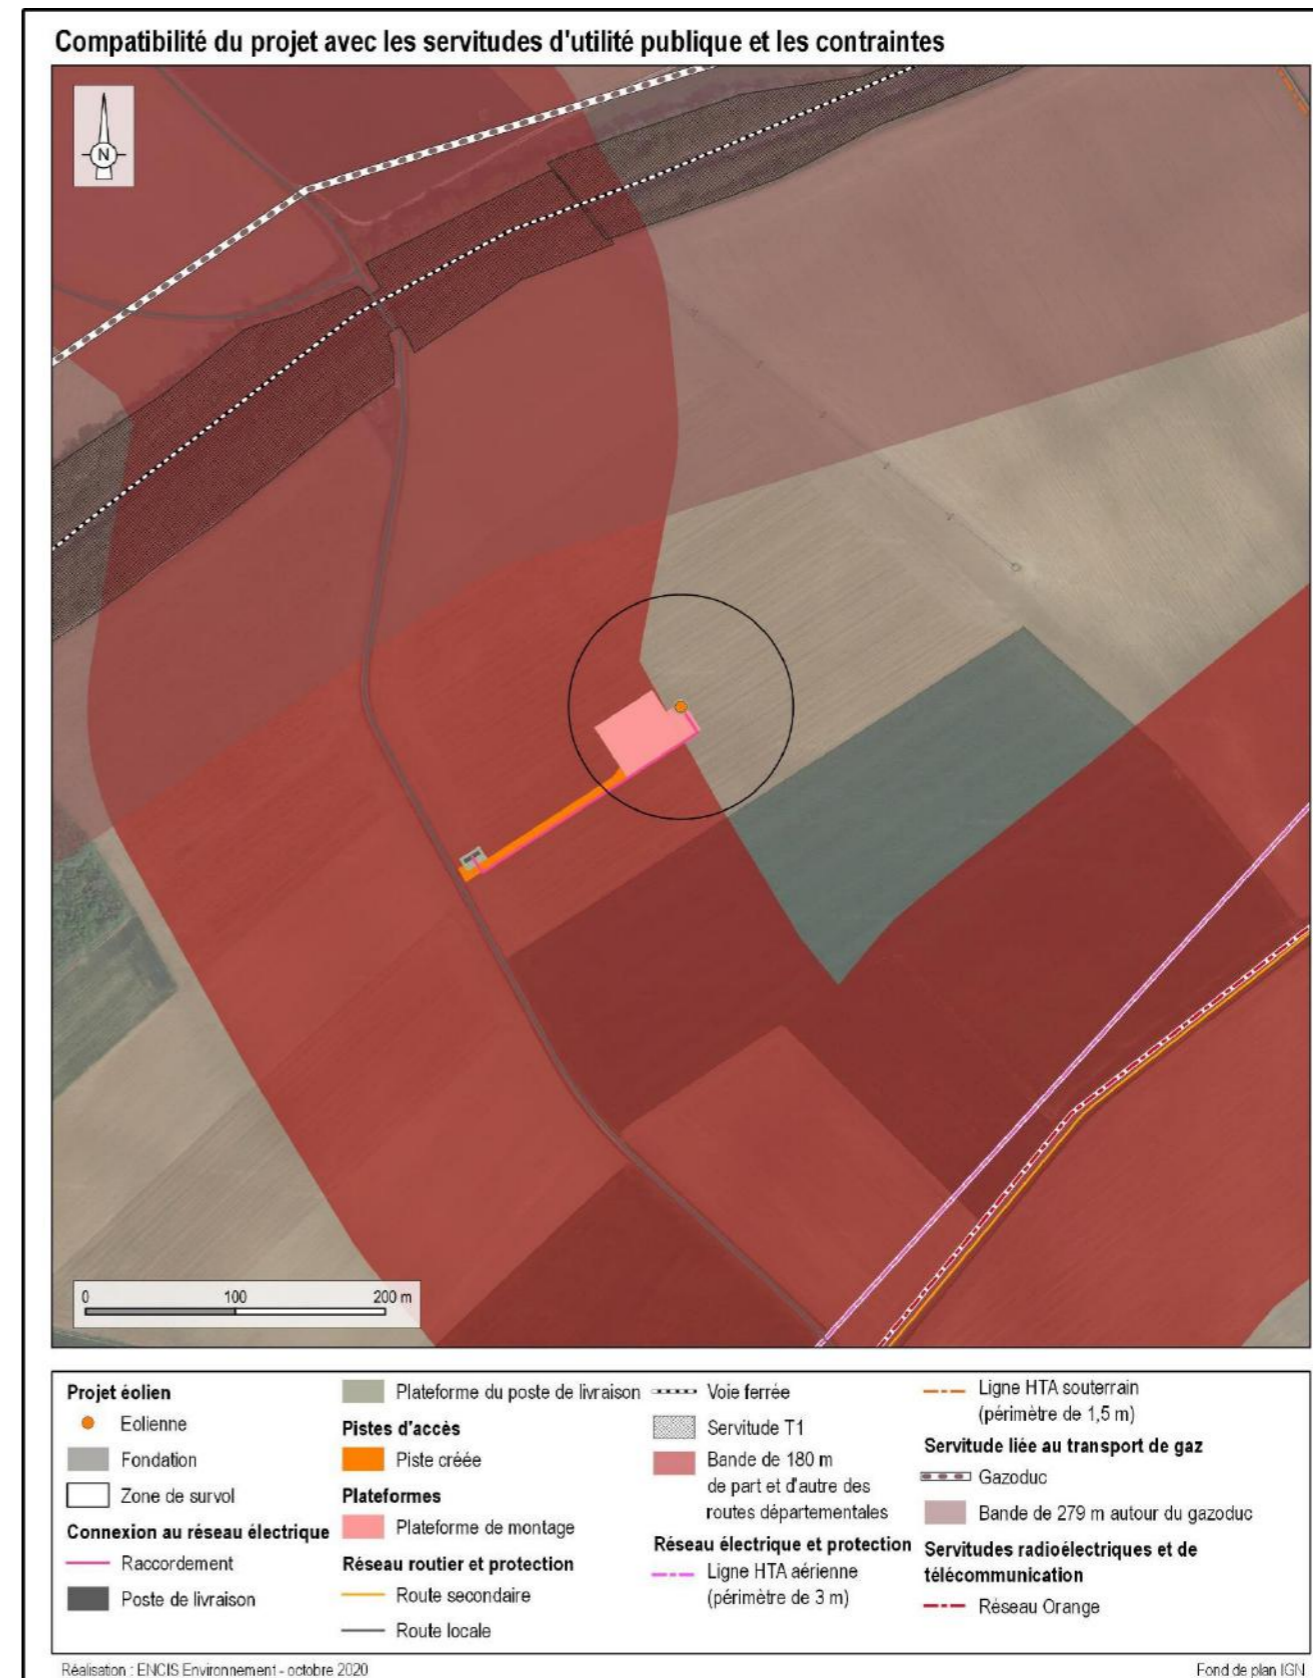 Compatibilité du projet avec les servitudes d'utilité publique et les contraintes
N
0 100 200 m
Projet éolien
Eolienne
Fondation
Zone de survol
Connexion au réseau électrique
Raccordement
Poste de livraison
Plateforme du poste de livraison
Pistes d'accès
Piste créée
Plateformes
Plateforme de montage
Réseau routier et protection
Route secondaire
Route locale
Voie ferrée
Servitude T1
Bande de 180 m
de part et d'autre des
routes départementales
Réseau électrique et protection
Ligne HTA aérienne
(périmètre de 3 m)
Ligne HTA souterrain
(périmètre de 1,5 m)
Servitude liée au transport de gaz
Gazoduc
Bande de 279 m autour du gazoduc
Servitudes radioélectriques et de
télécommunication
Réseau Orange
Réalisation : ENCIS Environnement - octobre 2020
Fond de plan IGN